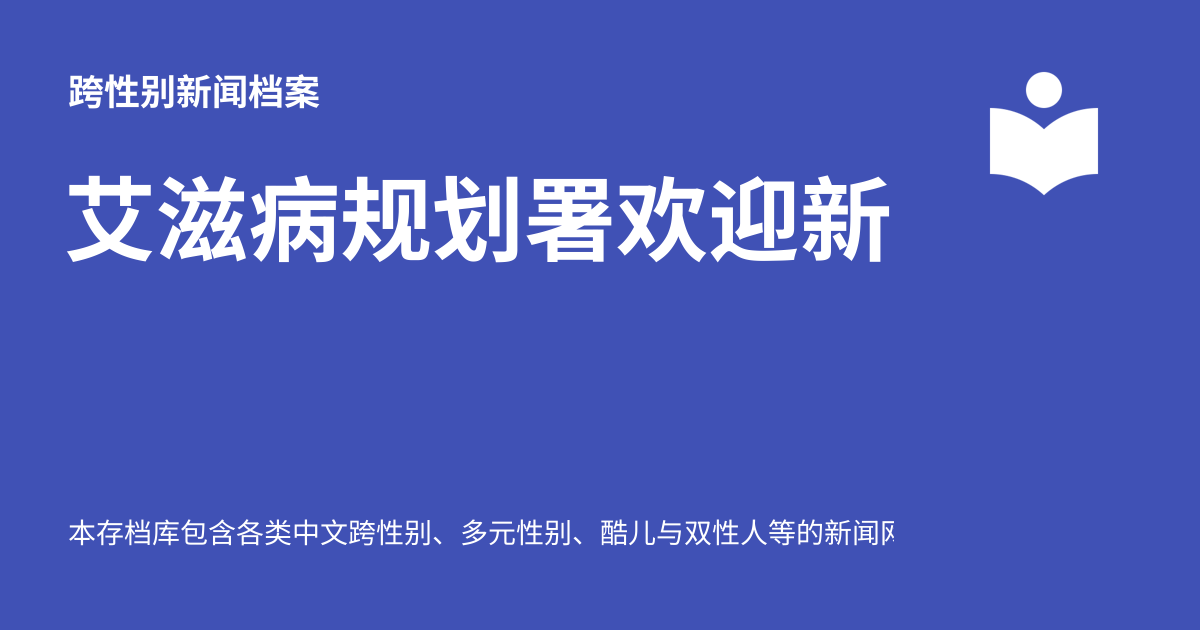 跨性别新闻档案
艾滋病规划署欢迎新
本存档库包含各类中文跨性别、多元性别、酷儿与双性人等的新闻